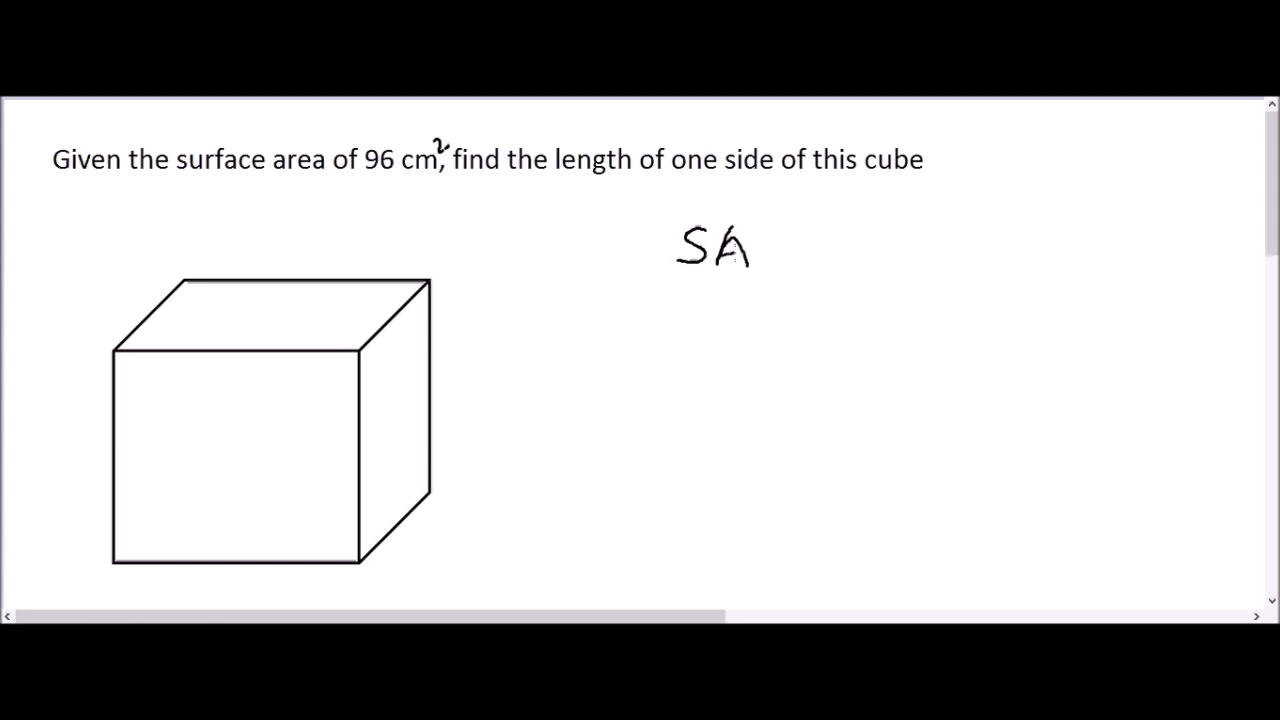 Given the surface area of 96 cm², find the length of one side of this cube
SA